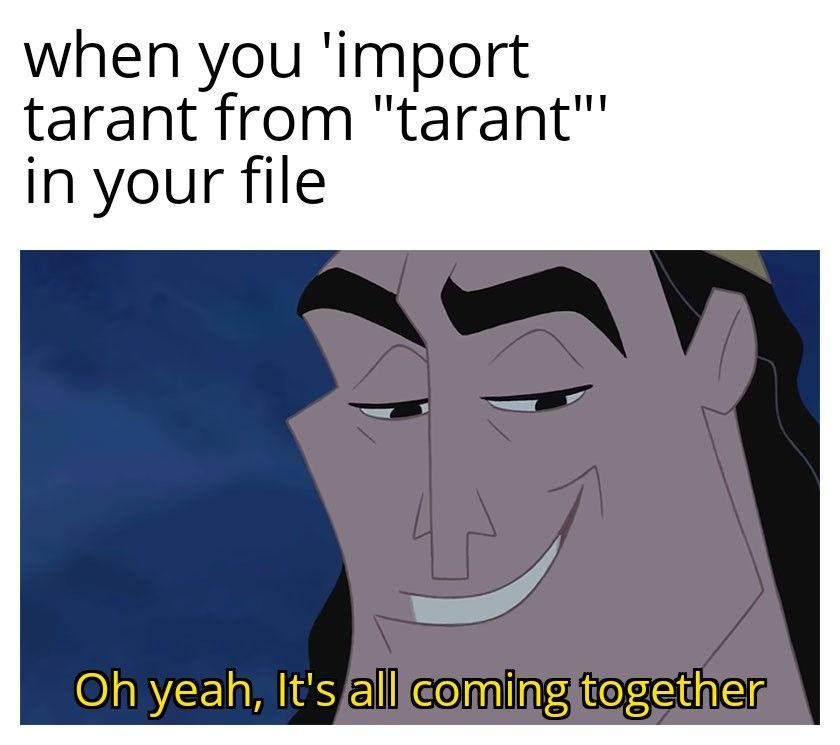 when you 'import
tarant from "tarant"'
in your file
Oh yeah, It's all coming together